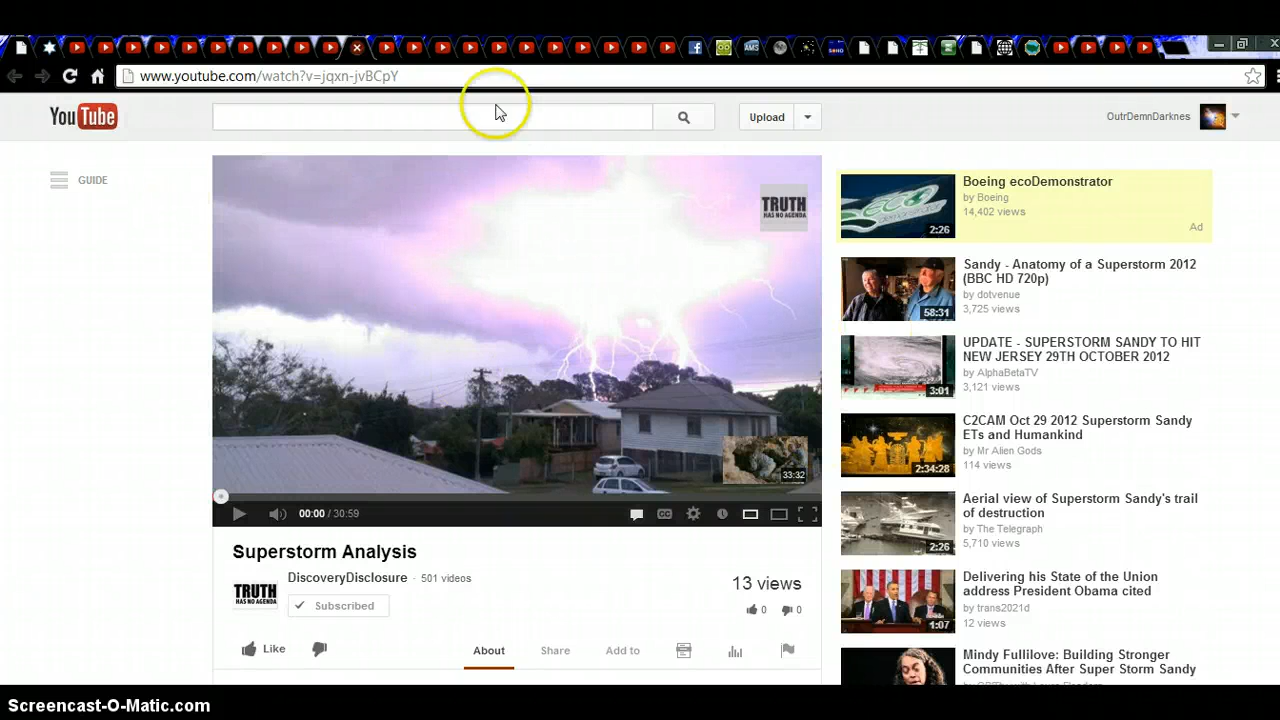 AMS
SOHO
www.youtube.com/watch?v=jqxn-jvBCpY
YouTube
Upload
OutrDemnDarknes
GUIDE
TRUTH
HAS NO AGENDA
33:32
00:00 / 30:59
CC
Superstorm Analysis
TRUTH
HAS NO AGENDA
DiscoveryDisclosure · 501 videos
Subscribed
13 views
0 0
Like
About
Share
Add to
2:26
Boeing ecoDemonstrator
by Boeing
14,402 views
Ad
58:31
Sandy - Anatomy of a Superstorm 2012
(BBC HD 720p)
by dotvenue
3,725 views
3:01
UPDATE - SUPERSTORM SANDY TO HIT
NEW JERSEY 29TH OCTOBER 2012
by AlphaBetaTV
3,121 views
2:34:28
C2CAM Oct 29 2012 Superstorm Sandy
ETs and Humankind
by Mr Alien Gods
114 views
2:26
Aerial view of Superstorm Sandy's trail
of destruction
by The Telegraph
5,710 views
1:07
Delivering his State of the Union
address President Obama cited
by trans2021d
12 views
Mindy Fullilove: Building Stronger
Communities After Super Storm Sandy
Screencast-O-Matic.com